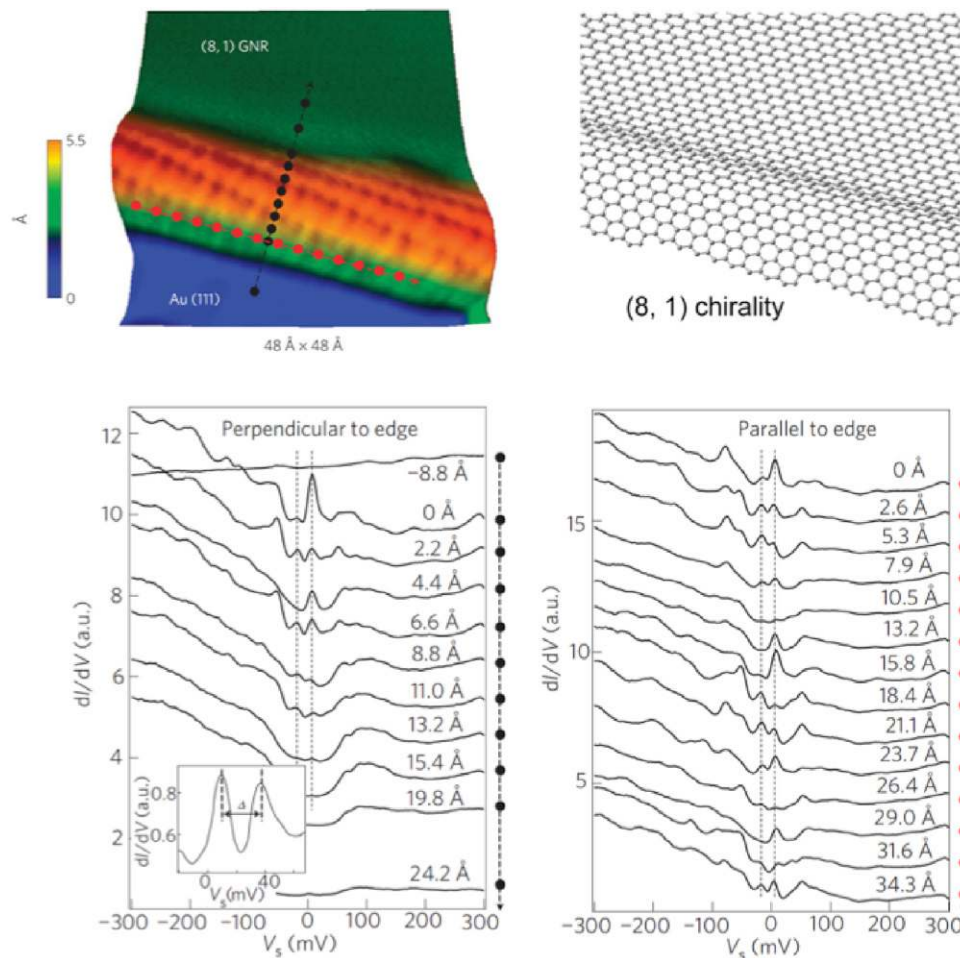 (8, 1) GNR
5.5
Å
0
Au (111)
48 Å × 48 Å
(8, 1) chirality
Perpendicular to edge
dI/dV (a.u.)
12
10
8
6
4
2
−8.8 Å
0 Å
2.2 Å
4.4 Å
6.6 Å
8.8 Å
11.0 Å
13.2 Å
15.4 Å
19.8 Å
24.2 Å
dI/dV (a.u.)
0.8
0.6
Δ
0 40
Vs (mV)
−300 −200 −100 0 100 200 300
Vs (mV)
Parallel to edge
dI/dV (a.u.)
15
10
5
0 Å
2.6 Å
5.3 Å
7.9 Å
10.5 Å
13.2 Å
15.8 Å
18.4 Å
21.1 Å
23.7 Å
26.4 Å
29.0 Å
31.6 Å
34.3 Å
−300 −200 −100 0 100 200 300
Vs (mV)